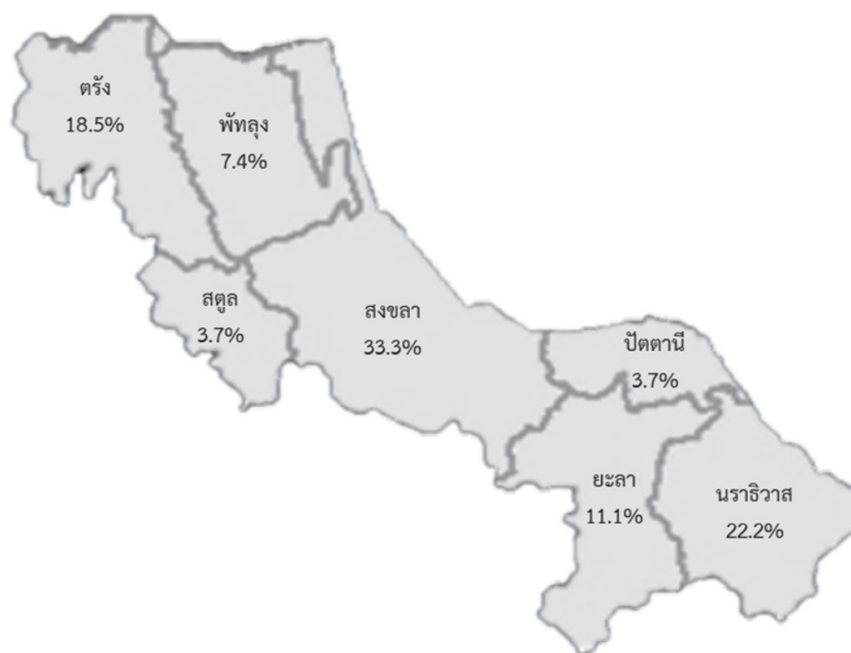 ตรัง
18.5%
พัทลุง
7.4%
สตูล
3.7%
สงขลา
33.3%
ปัตตานี
3.7%
ยะลา
11.1%
นราธิวาส
22.2%